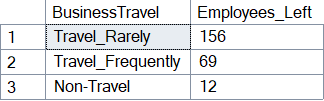 BusinessTravel Employees_Left
1 Travel_Rarely 156
2 Travel_Frequently 69
3 Non-Travel 12